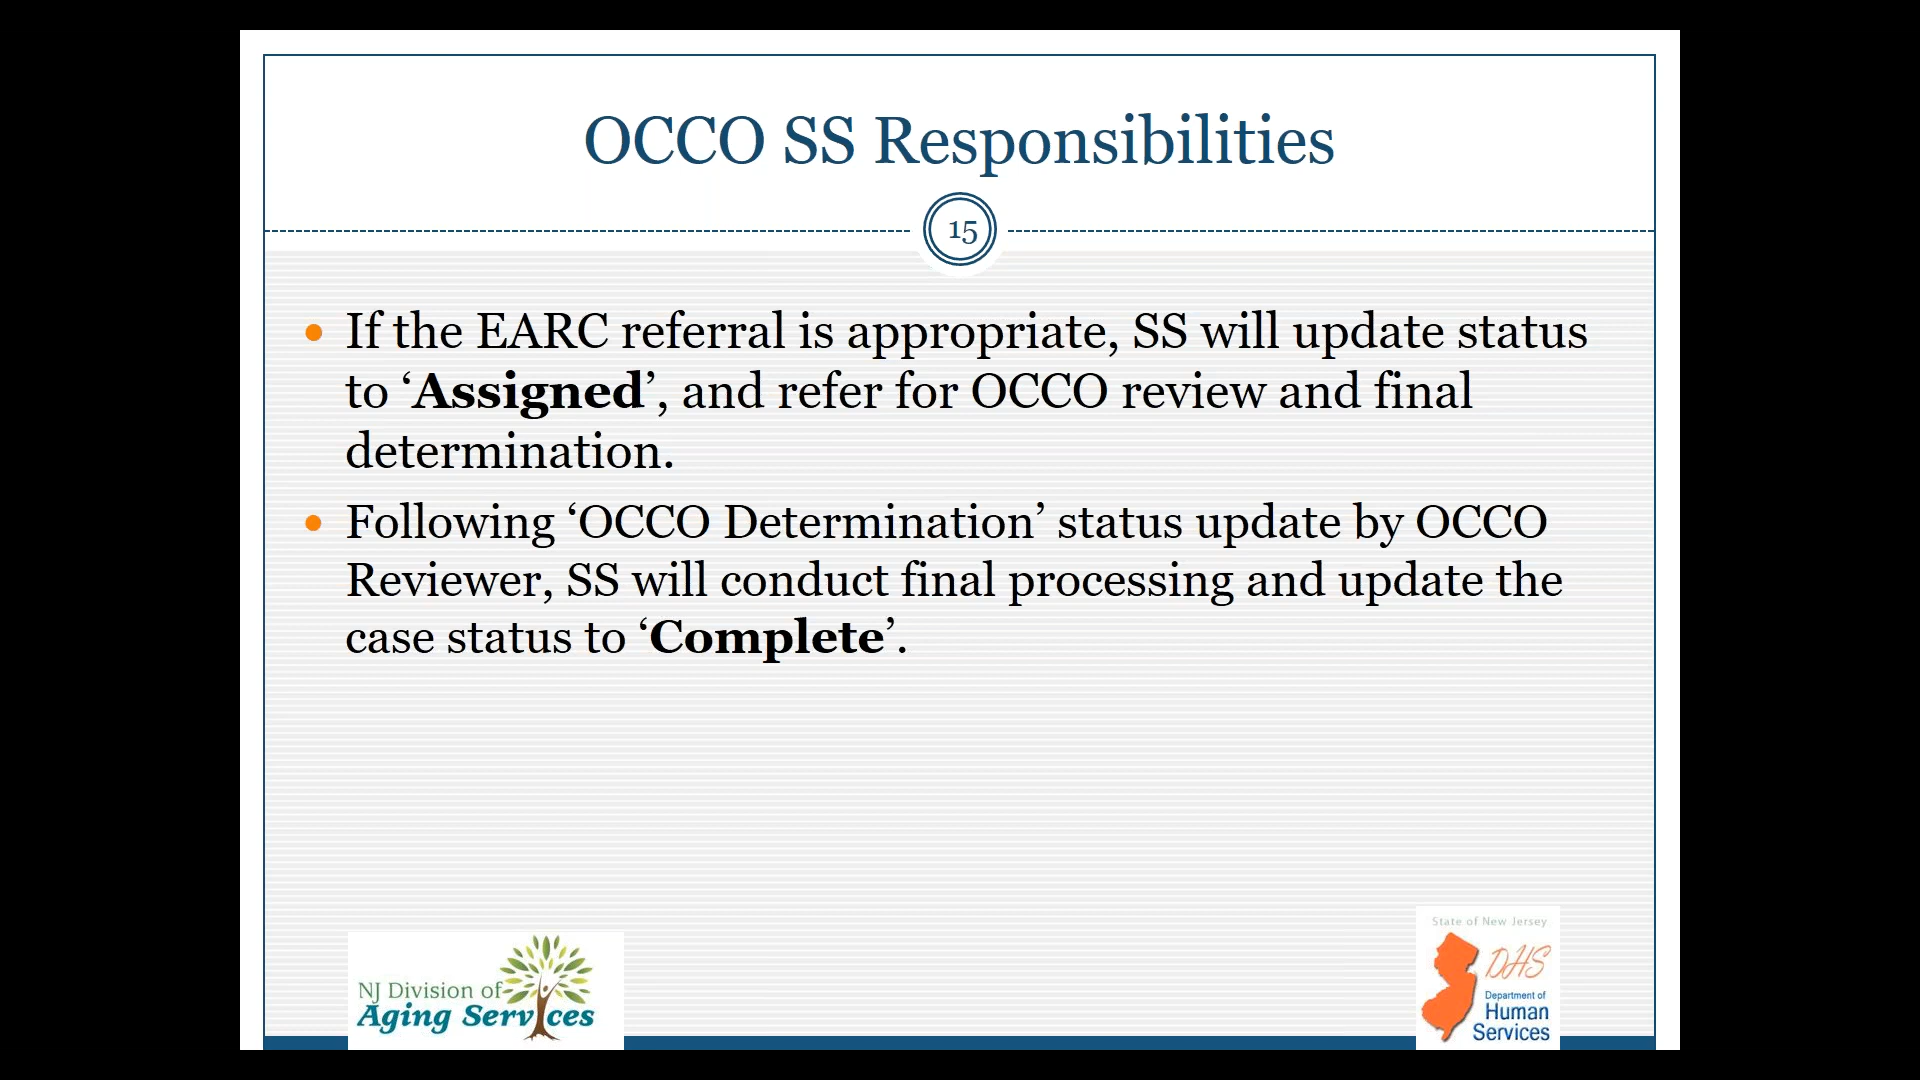 OCCO SS Responsibilities
15
• If the EARC referral is appropriate, SS will update status
to ‘Assigned’, and refer for OCCO review and final
determination.
• Following ‘OCCO Determination’ status update by OCCO
Reviewer, SS will conduct final processing and update the
case status to ‘Complete’.
NJ Division of
Aging Services
State of New Jersey
DHS
Department of
Human
Services